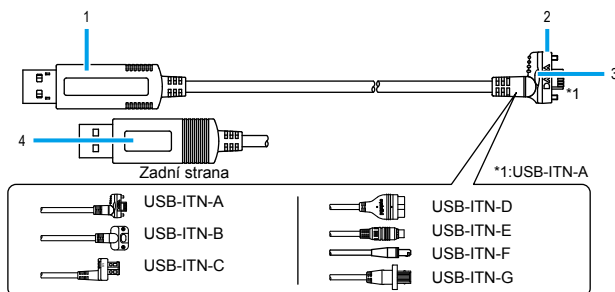 1
2
3
*1
4
Zadní strana
*1:USB-ITN-A
USB-ITN-A
USB-ITN-B
USB-ITN-C
USB-ITN-D
USB-ITN-E
USB-ITN-F
USB-ITN-G